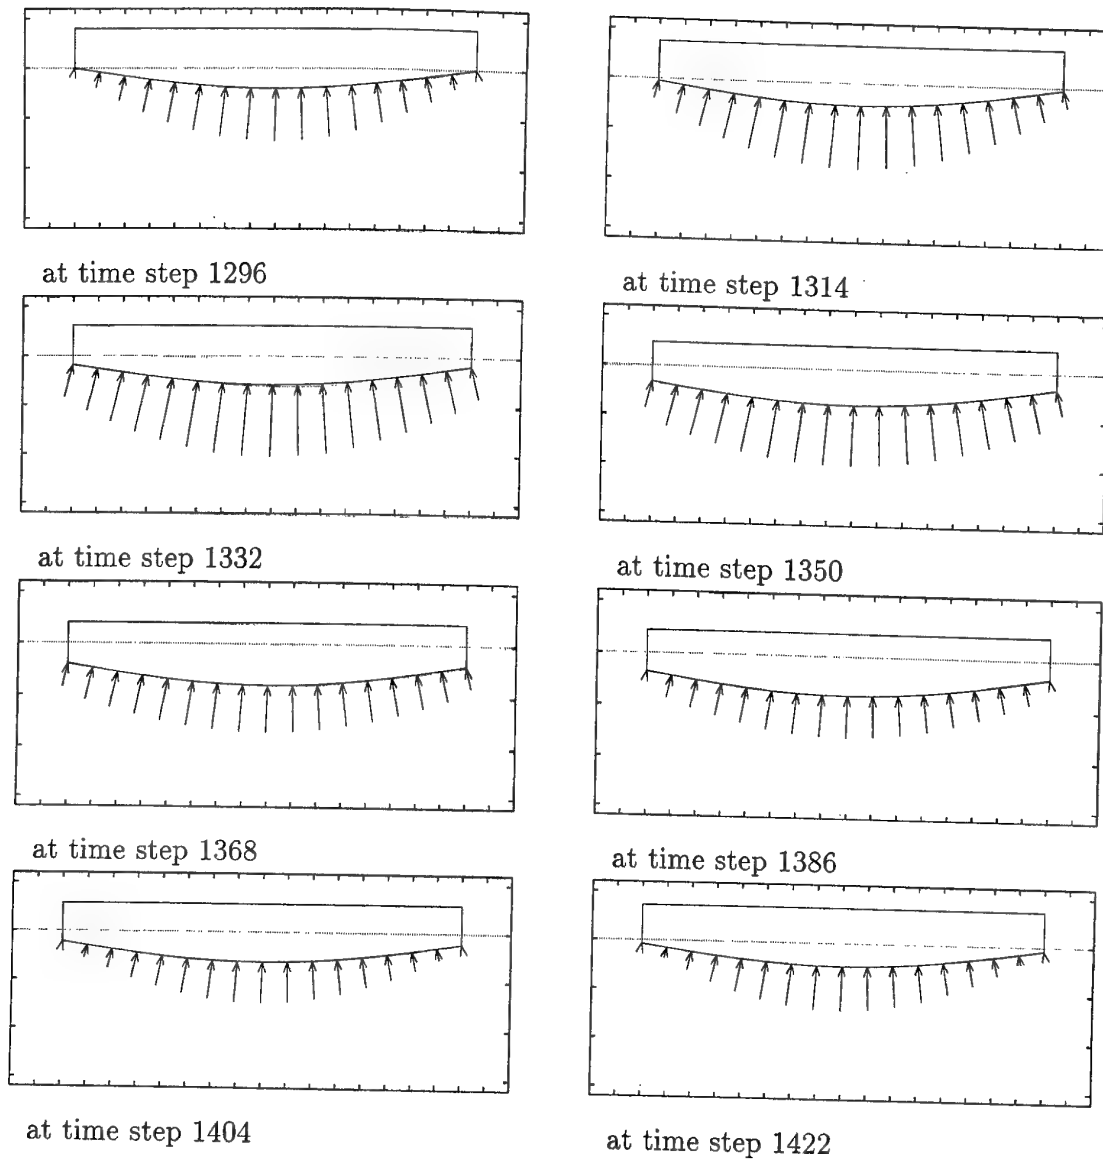 at time step 1296
at time step 1314
at time step 1332
at time step 1350
at time step 1368
at time step 1386
at time step 1404
at time step 1422